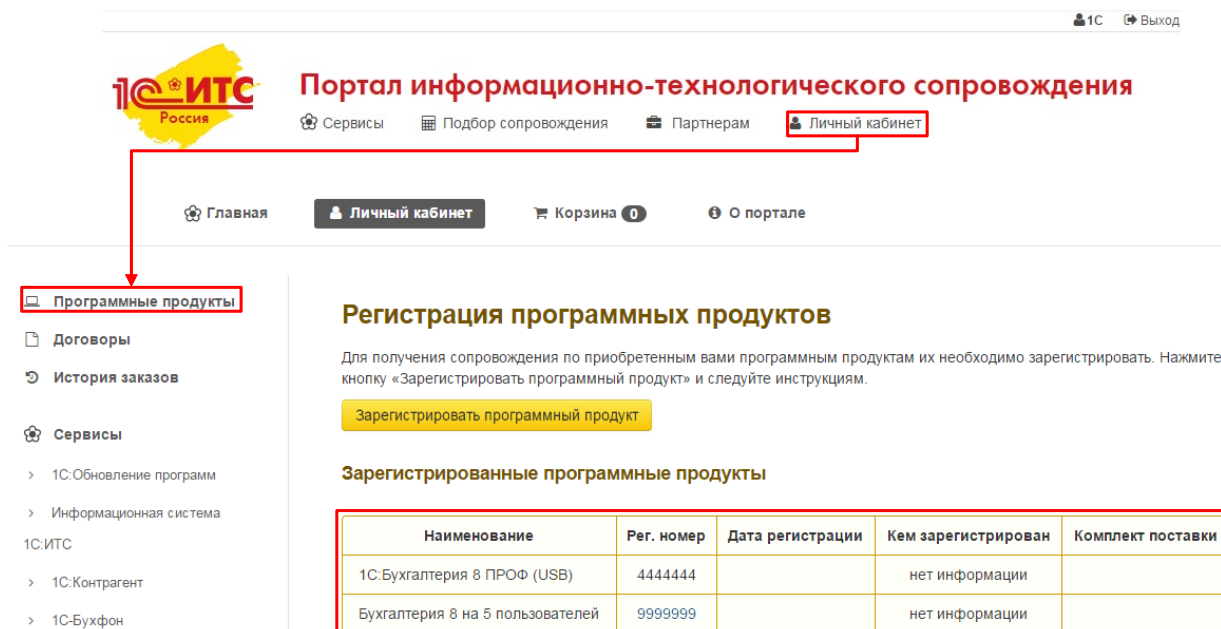 1С Выход
1С ИТС
Россия
Портал информационно-технологического сопровождения
Сервисы Подбор сопровождения Партнерам Личный кабинет
Главная Личный кабинет Корзина 0 О портале
Программные продукты
Договоры
История заказов
Сервисы
> 1С:Обновление программ
> Информационная система
1С:ИТС
> 1С:Контрагент
> 1С-Бухфон
Регистрация программных продуктов
Для получения сопровождения по приобретенным вами программным продуктам их необходимо зарегистрировать. Нажмите
кнопку «Зарегистрировать программный продукт» и следуйте инструкциям.
Зарегистрировать программный продукт
Зарегистрированные программные продукты
Наименование Рег. номер Дата регистрации Кем зарегистрирован Комплект поставки
1С:Бухгалтерия 8 ПРОФ (USB) 4444444 нет информации
Бухгалтерия 8 на 5 пользователей 9999999 нет информации